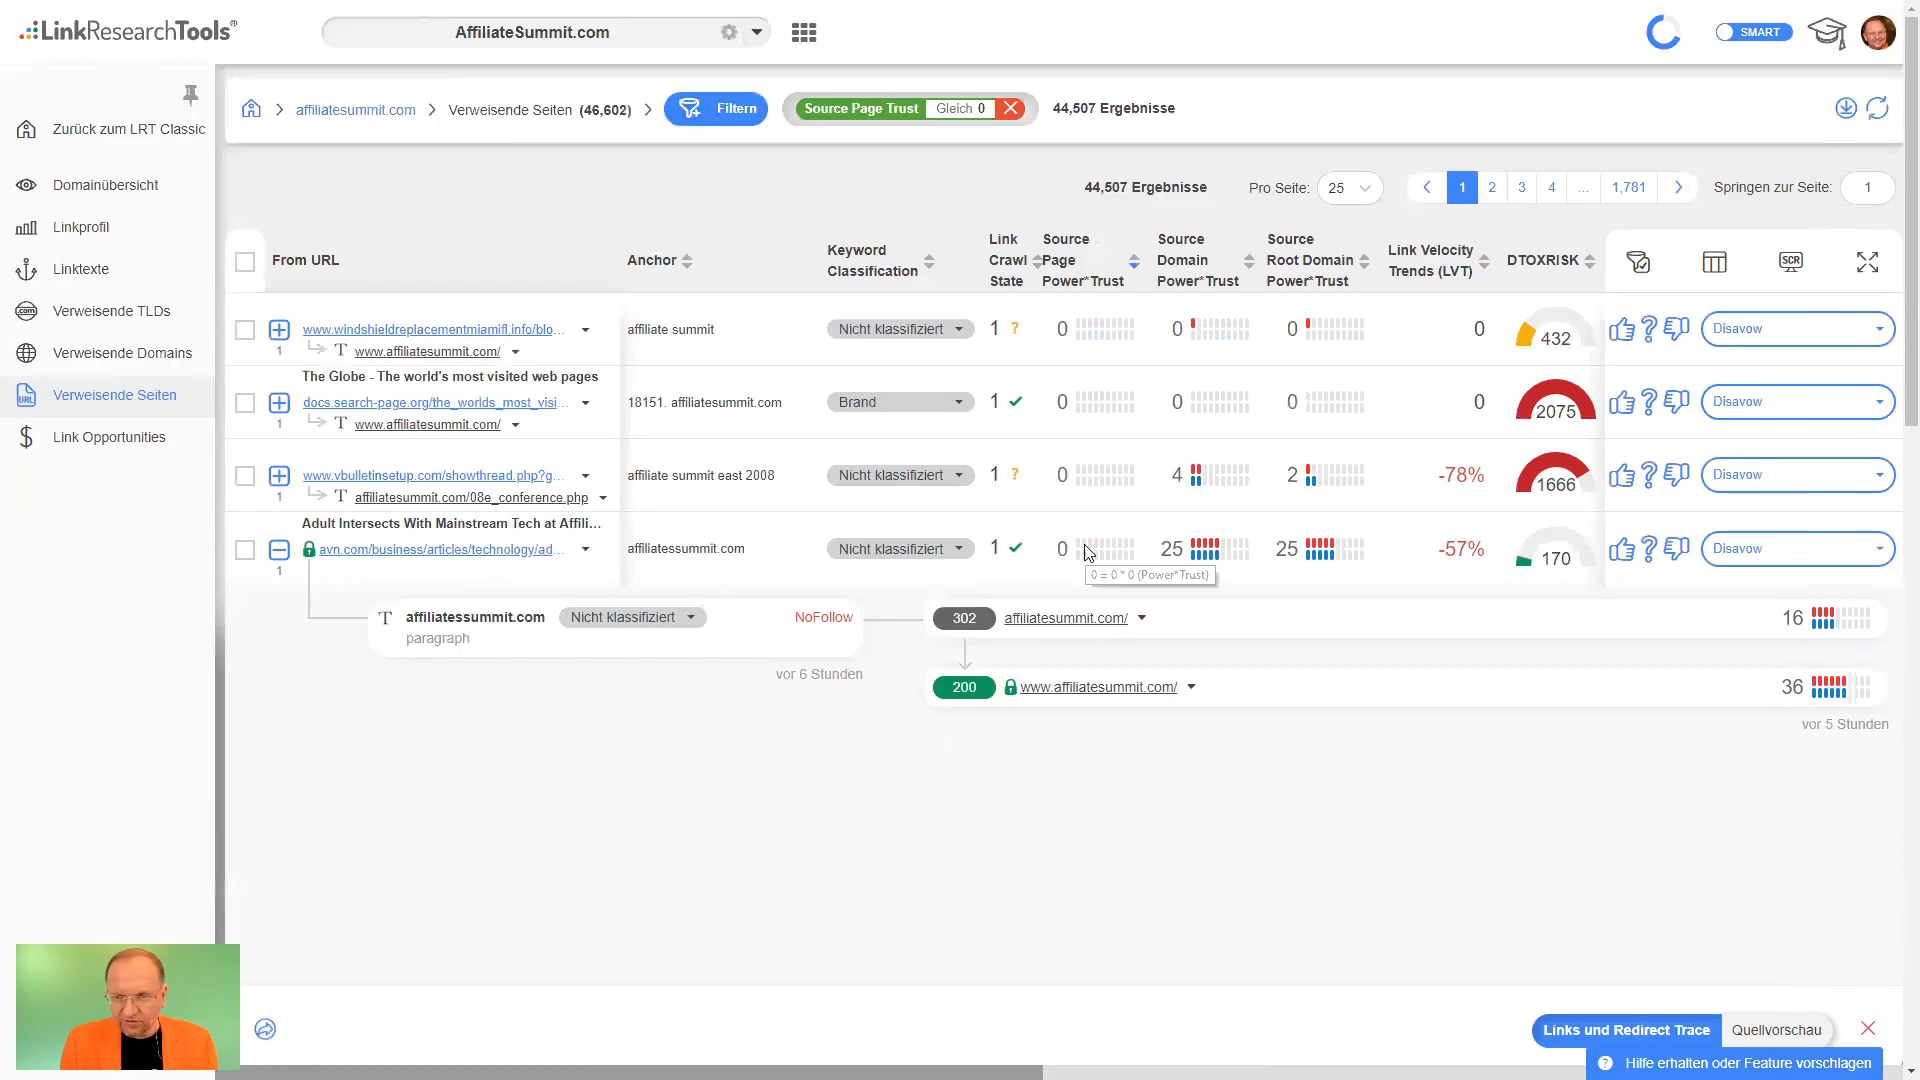 LinkResearchTools®
AffiliateSummit.com
SMART
Zurück zum LRT Classic
Domainübersicht
Linkprofil
Linktexte
Verweisende TLDs
Verweisende Domains
Verweisende Seiten
Link Opportunities
affiliatesummit.com
Verweisende Seiten (46,602)
Filtern
Source Page Trust Gleich 0
44,507 Ergebnisse
44,507 Ergebnisse
Pro Seite: 25
1 2 3 4 ... 1,781
Springen zur Seite: 1
From URL
Anchor
Keyword Classification
Link Crawl State
Source Page Power*Trust
Source Domain Power*Trust
Source Root Domain Power*Trust
Link Velocity Trends (LVT)
DTOXRISK
SCR
www.windshieldreplacementmiamifl.info/blo... affiliate summit Nicht klassifiziert 1 ? 0 0 0 0 432 Disavow
1 T www.affiliatesummit.com/
The Globe - The world's most visited web pages
docs.search-page.org/the_worlds_most_visi... 18151. affiliatesummit.com Brand 1 0 0 0 0 2075 Disavow
1 T www.affiliatesummit.com/
www.vbulletinsetup.com/showthread.php?g... affiliate summit east 2008 Nicht klassifiziert 1 ? 0 4 2 -78% 1666 Disavow
1 T affiliatesummit.com/08e_conference.php
Adult Intersects With Mainstream Tech at Affili...
avn.com/business/articles/technology/ad... affiliatessummit.com Nicht klassifiziert 1 0 25 25 -57% 170 Disavow
1
0 = 0 * 0 (Power*Trust)
T affiliatessummit.com Nicht klassifiziert NoFollow
paragraph
vor 6 Stunden
302 affiliatesummit.com/ 16
200 www.affiliatesummit.com/ 36
vor 5 Stunden
Links und Redirect Trace
Quellvorschau
Hilfe erhalten oder Feature vorschlagen